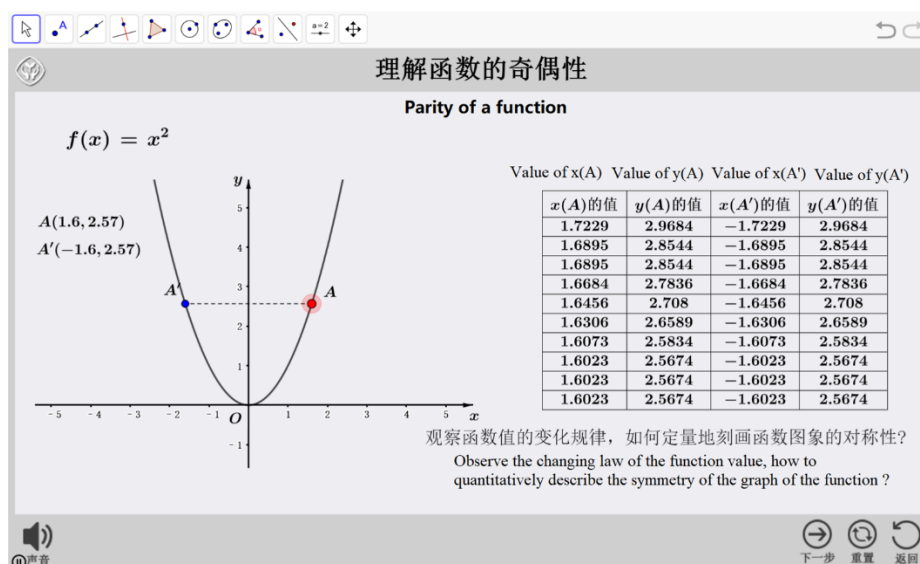 a=2
理解函数的奇偶性
Parity of a function
f(x) = x²
A(1.6, 2.57)
A′(−1.6, 2.57)
y
5
4
3
2
1
-1
A′
A
-5 -4 -3 -2 -1 O 1 2 3 4 5 x
Value of x(A) Value of y(A) Value of x(A') Value of y(A')
x(A)的值 y(A)的值 x(A′)的值 y(A′)的值
1.7229 2.9684 −1.7229 2.9684
1.6895 2.8544 −1.6895 2.8544
1.6895 2.8544 −1.6895 2.8544
1.6684 2.7836 −1.6684 2.7836
1.6456 2.708 −1.6456 2.708
1.6306 2.6589 −1.6306 2.6589
1.6073 2.5834 −1.6073 2.5834
1.6023 2.5674 −1.6023 2.5674
1.6023 2.5674 −1.6023 2.5674
1.6023 2.5674 −1.6023 2.5674
观察函数值的变化规律，如何定量地刻画函数图象的对称性?
Observe the changing law of the function value, how to
quantitatively describe the symmetry of the graph of the function ?
声音
下一步 重置 返回